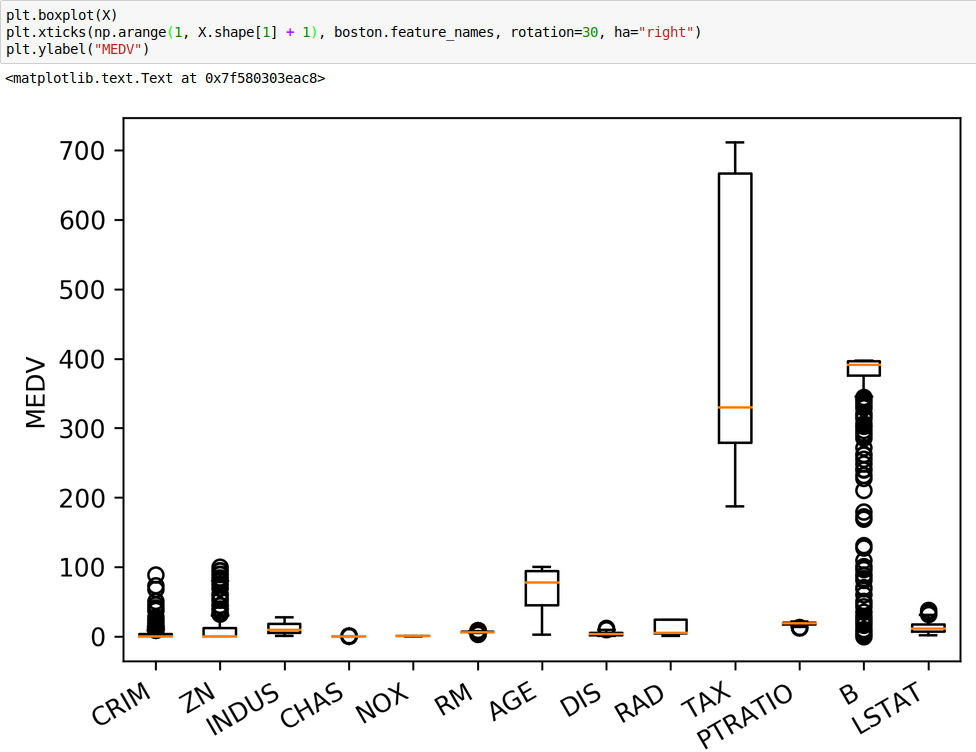 plt.boxplot(X)
plt.xticks(np.arange(1, X.shape[1] + 1), boston.feature_names, rotation=30, ha="right")
plt.ylabel("MEDV")
<matplotlib.text.Text at 0x7f580303eac8>
700
600
500
400
300
200
100
0
MEDV
CRIM
ZN
INDUS
CHAS
NOX
RM
AGE
DIS
RAD
TAX
PTRATIO
B
LSTAT